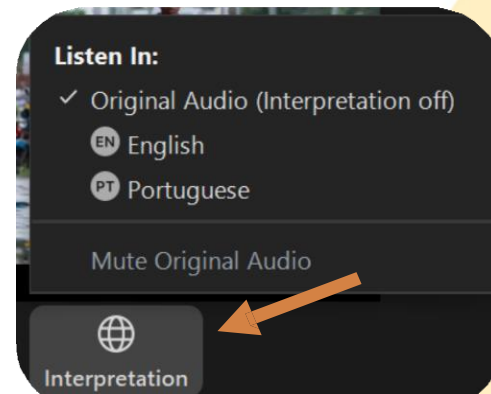 Listen In:
✓ Original Audio (Interpretation off)
EN English
PT Portuguese
Mute Original Audio
Interpretation